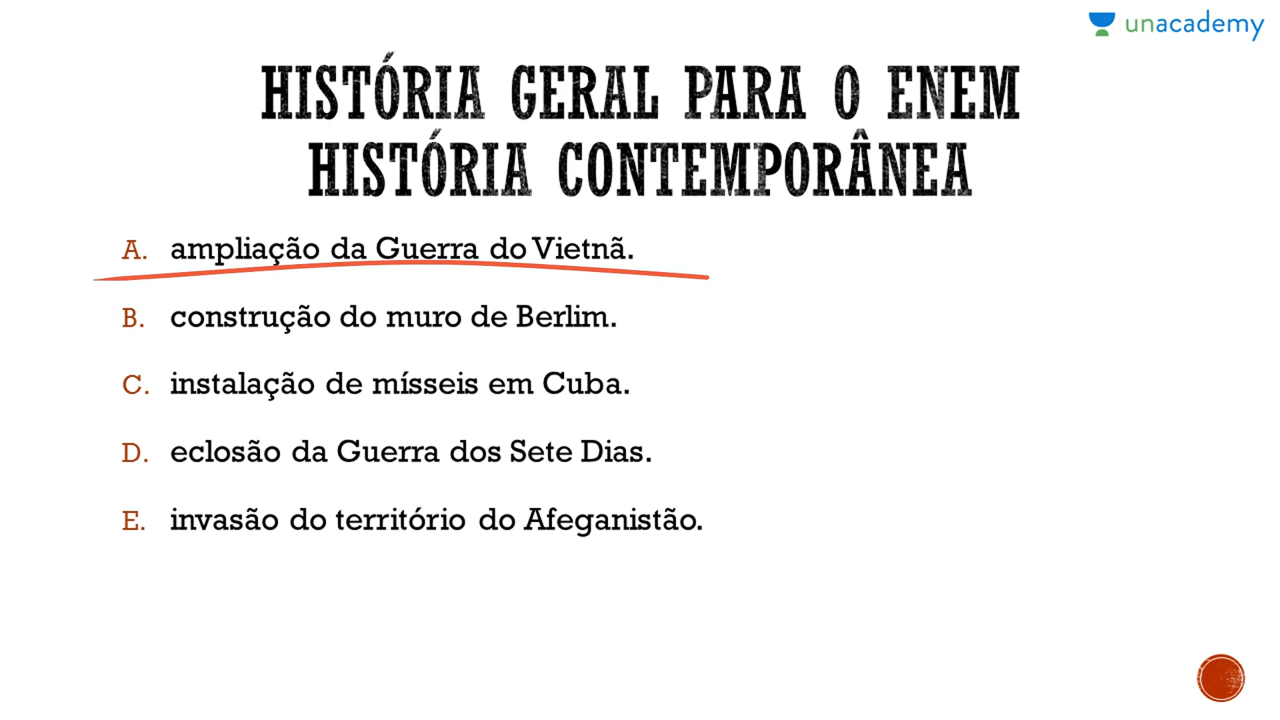 unacademy
HISTÓRIA GERAL PARA O ENEM
HISTÓRIA CONTEMPORÂNEA
A. ampliação da Guerra do Vietnã.
B. construção do muro de Berlim.
C. instalação de mísseis em Cuba.
D. eclosão da Guerra dos Sete Dias.
E. invasão do território do Afeganistão.